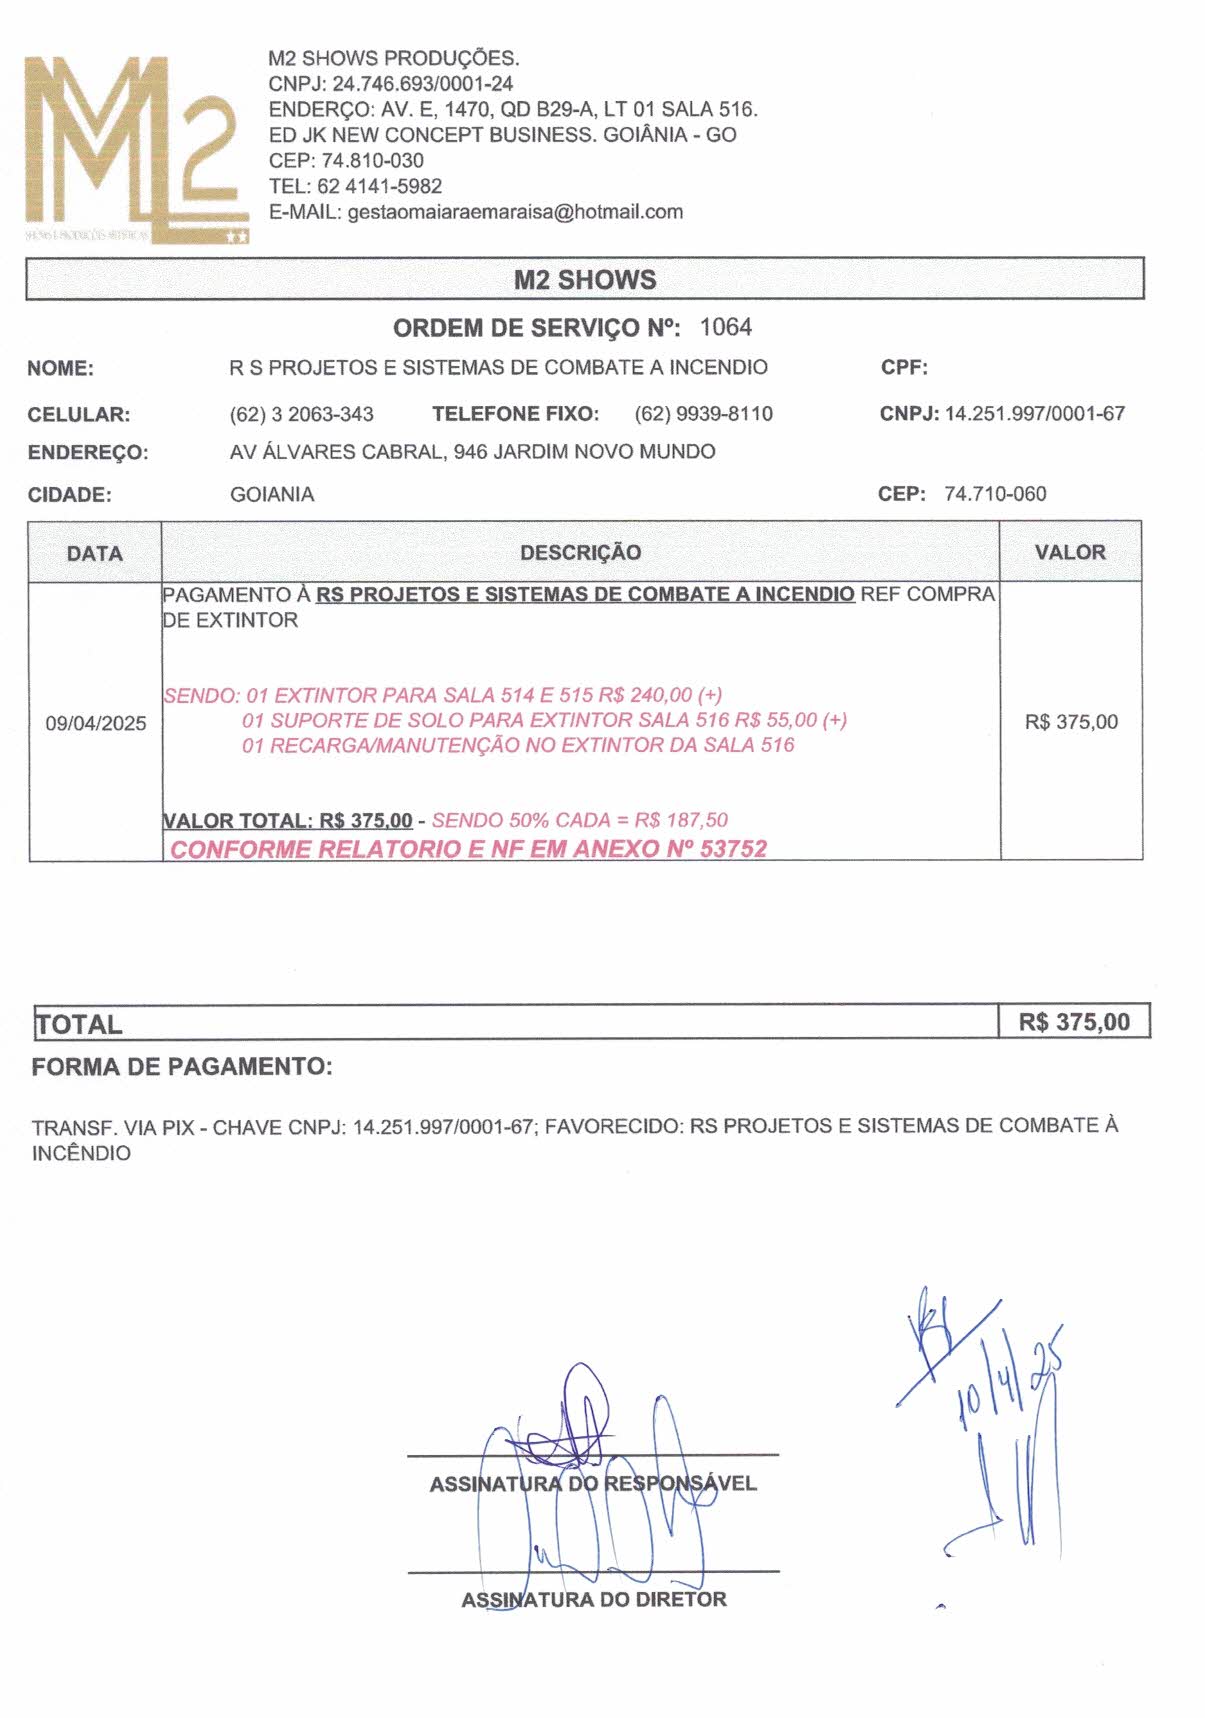 M2 SHOWS PRODUÇÕES.
CNPJ: 24.746.693/0001-24
ENDERÇO: AV. E, 1470, QD B29-A, LT 01 SALA 516.
ED JK NEW CONCEPT BUSINESS. GOIÂNIA - GO
CEP: 74.810-030
TEL: 62 4141-5982
E-MAIL: gestaomaiaraemaraisa@hotmail.com
M2
M2 SHOWS
ORDEM DE SERVIÇO Nº: 1064
NOME: R S PROJETOS E SISTEMAS DE COMBATE A INCENDIO CPF:
CELULAR: (62) 3 2063-343 TELEFONE FIXO: (62) 9939-8110 CNPJ: 14.251.997/0001-67
ENDEREÇO: AV ÁLVARES CABRAL, 946 JARDIM NOVO MUNDO
CIDADE: GOIANIA CEP: 74.710-060
DATA DESCRIÇÃO VALOR
PAGAMENTO À RS PROJETOS E SISTEMAS DE COMBATE A INCENDIO REF COMPRA
DE EXTINTOR
SENDO: 01 EXTINTOR PARA SALA 514 E 515 R$ 240,00 (+)
01 SUPORTE DE SOLO PARA EXTINTOR SALA 516 R$ 55,00 (+)
09/04/2025 R$ 375,00
01 RECARGA/MANUTENÇÃO NO EXTINTOR DA SALA 516
VALOR TOTAL: R$ 375,00 - SENDO 50% CADA = R$ 187,50
CONFORME RELATORIO E NF EM ANEXO Nº 53752
TOTAL R$ 375,00
FORMA DE PAGAMENTO:
TRANSF. VIA PIX - CHAVE CNPJ: 14.251.997/0001-67; FAVORECIDO: RS PROJETOS E SISTEMAS DE COMBATE À
INCÊNDIO
10/4/25
ASSINATURA DO RESPONSÁVEL
ASSINATURA DO DIRETOR